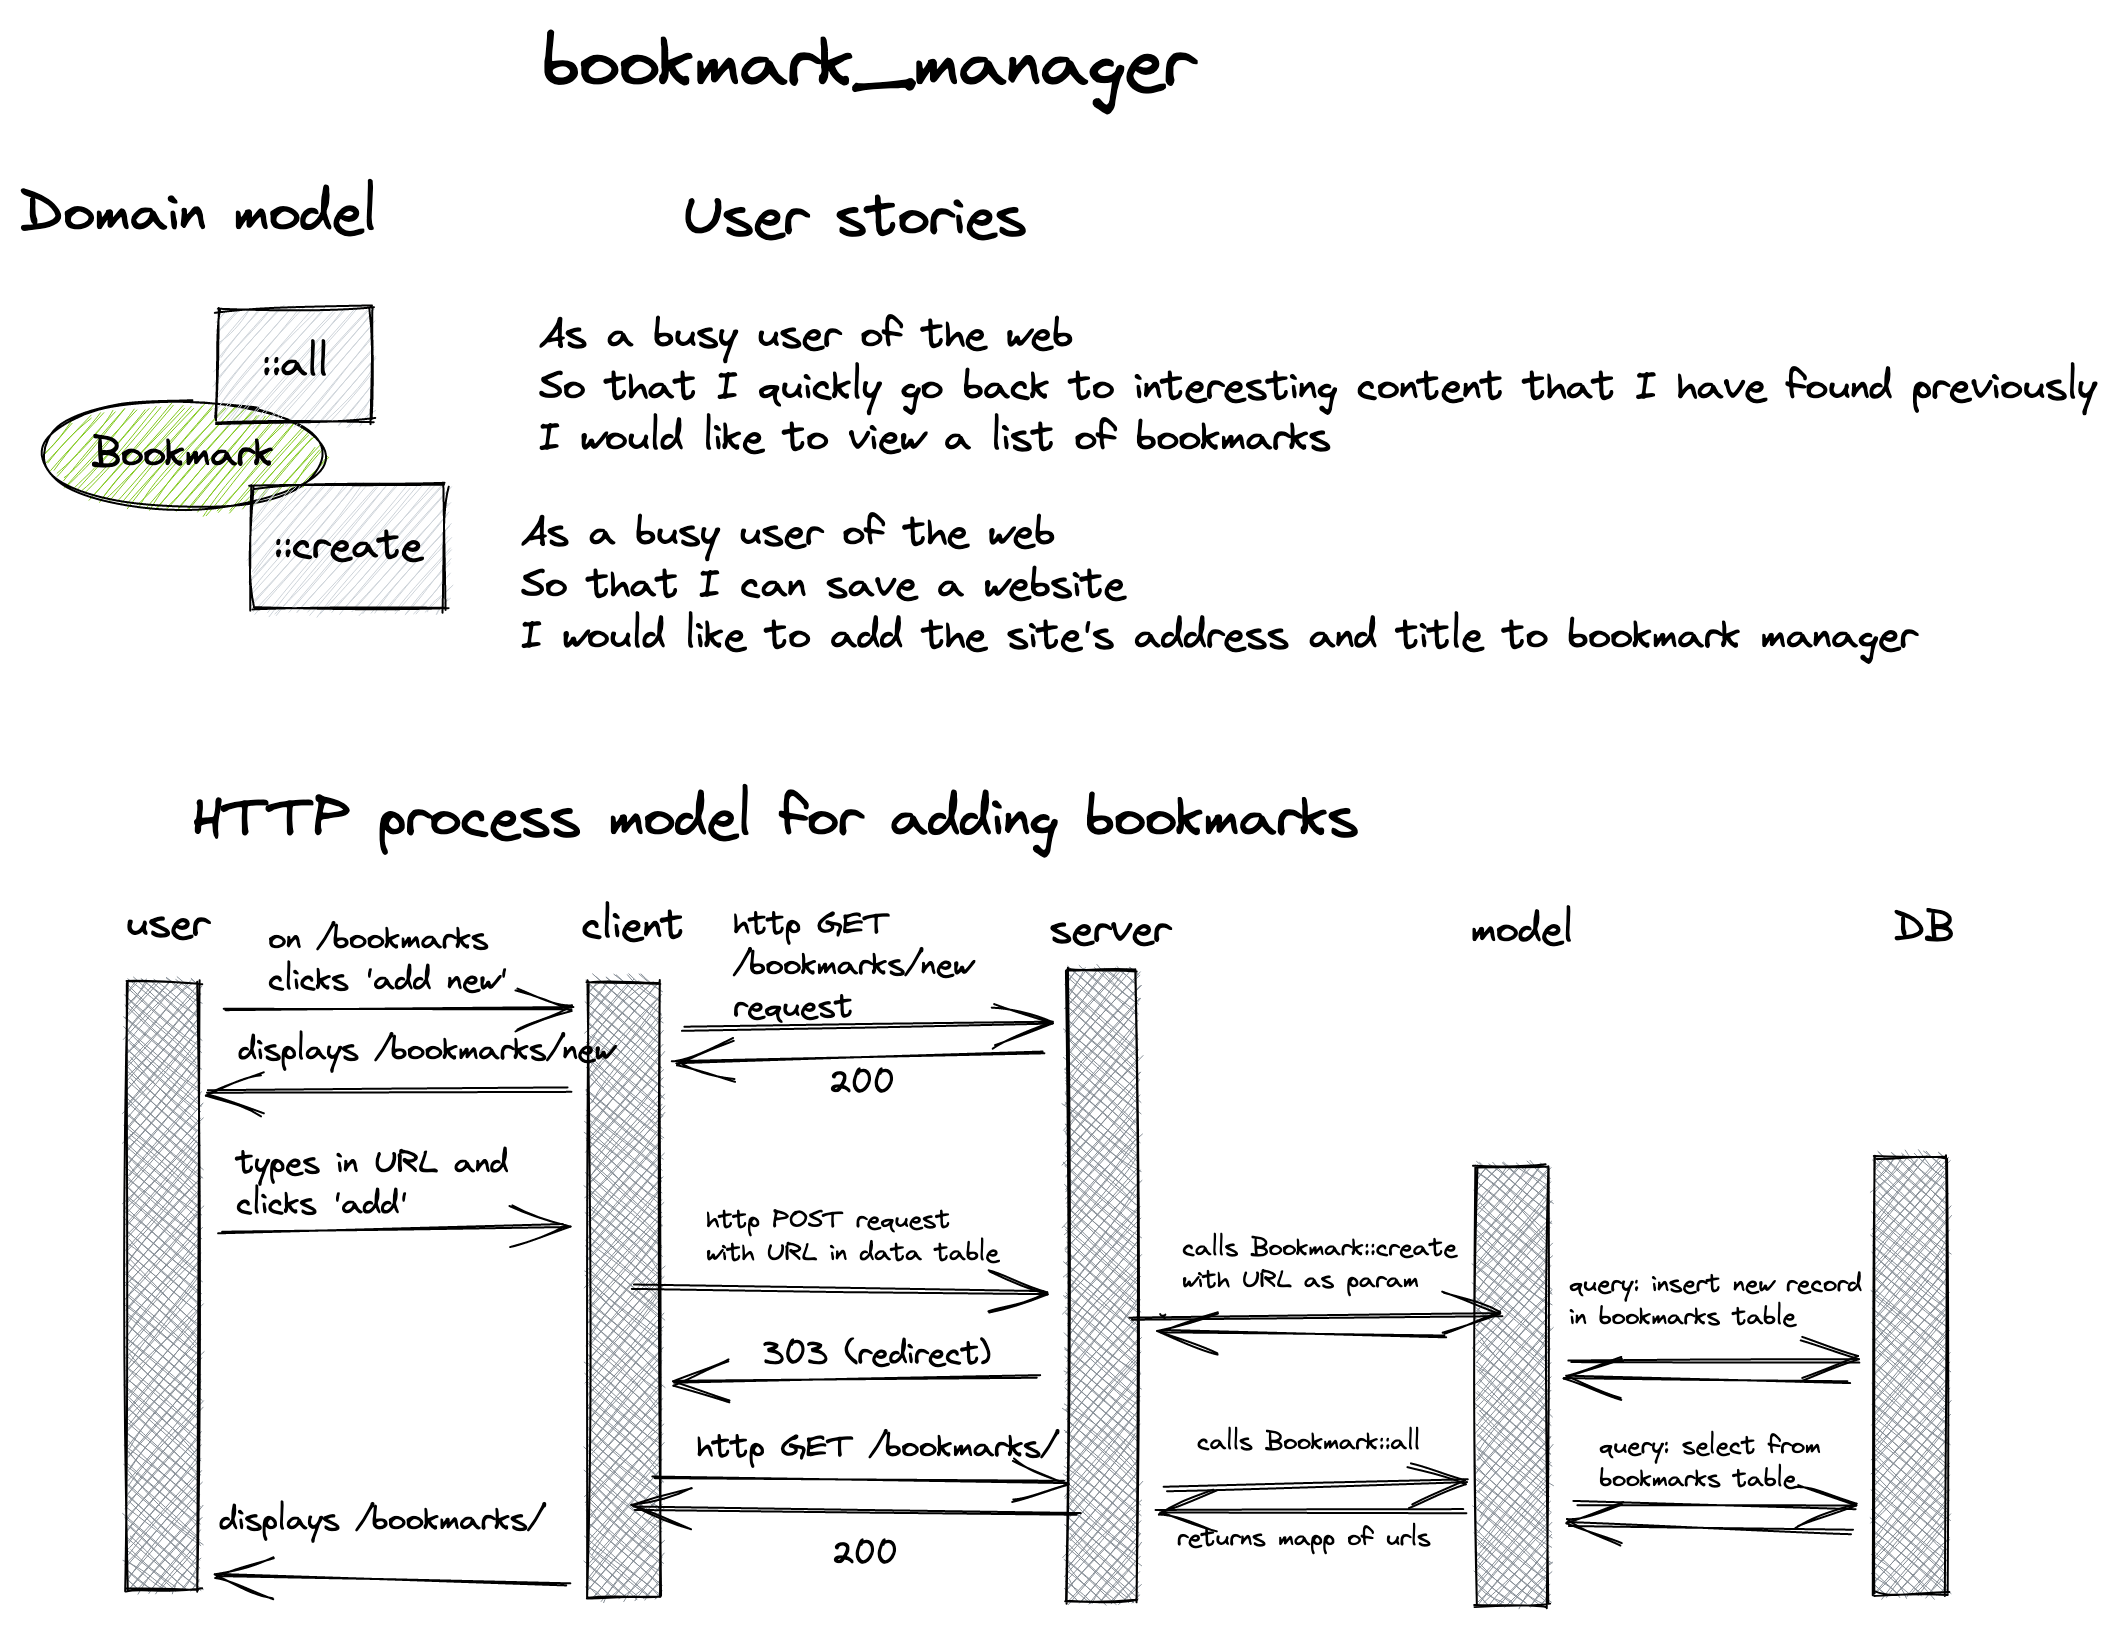 bookmark_manager
Domain model
User stories
::all
Bookmark
::create
As a busy user of the web
So that I quickly go back to interesting content that I have found previously
I would like to view a list of bookmarks
As a busy user of the web
So that I can save a website
I would like to add the site's address and title to bookmark manager
HTTP process model for adding bookmarks
user
client
server
model
DB
on /bookmarks
clicks 'add new'
http GET
/bookmarks/new
request
displays /bookmarks/new
200
types in URL and
clicks 'add'
http POST request
with URL in data table
calls Bookmark::create
with URL as param
query: insert new record
in bookmarks table
303 (redirect)
http GET /bookmarks/
calls Bookmark::all
query: select from
bookmarks table
returns mapp of urls
200
displays /bookmarks/